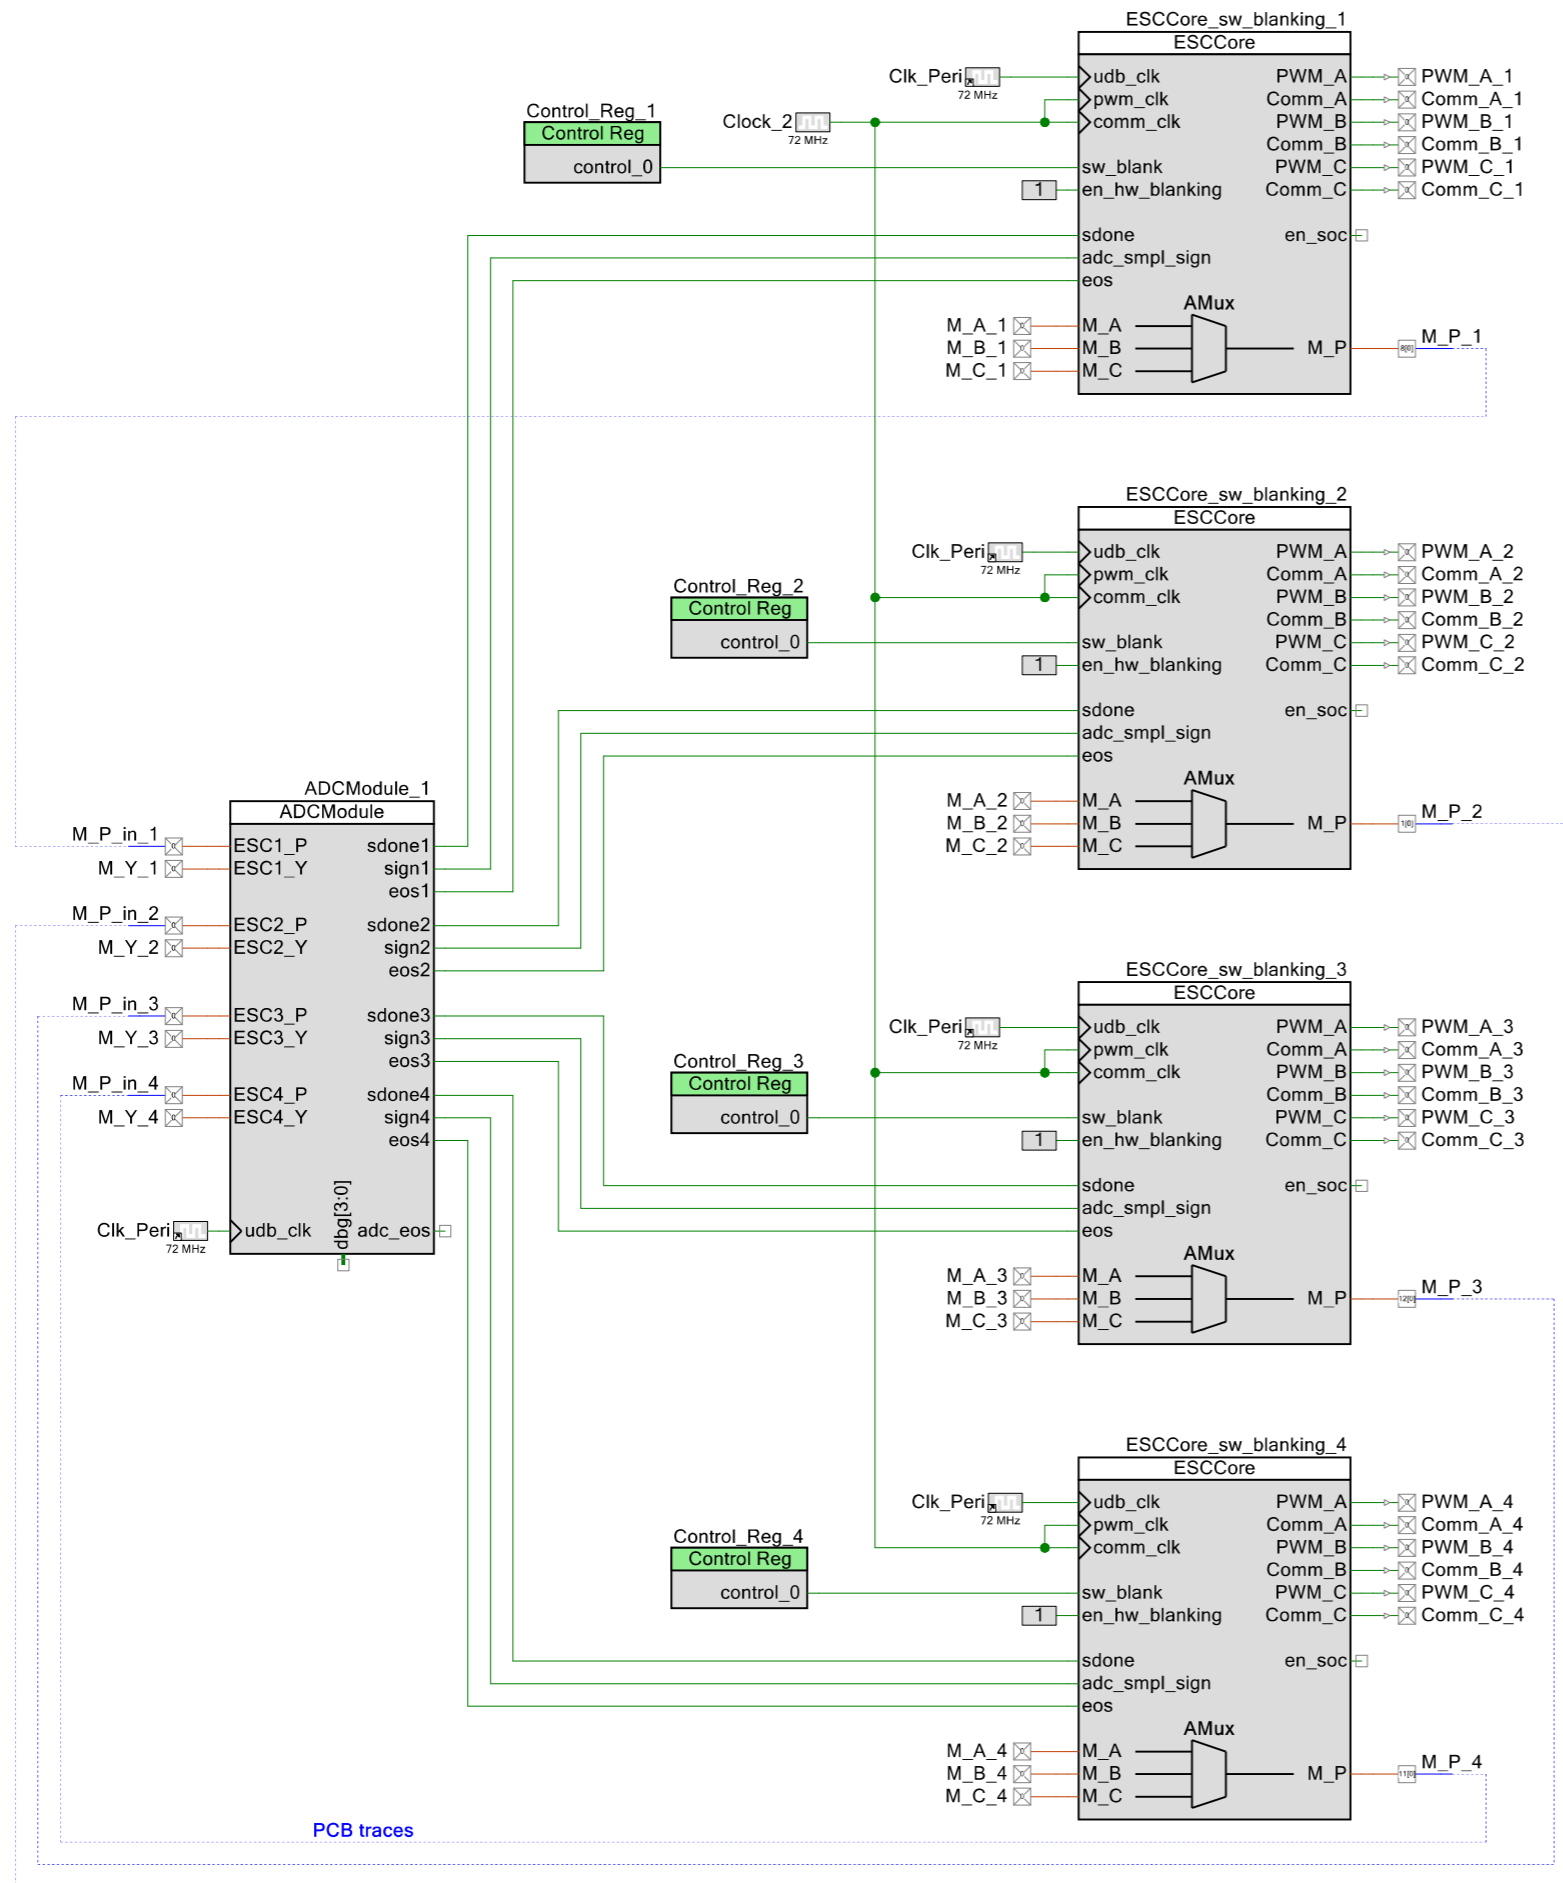 ESCCore_sw_blanking_1
ESCCore
Clk_Peri
72 MHz
udb_clk
PWM_A
PWM_A_1
pwm_clk
Comm_A
Comm_A_1
Clock_2
72 MHz
comm_clk
PWM_B
PWM_B_1
Comm_B
Comm_B_1
Control_Reg_1
Control Reg
control_0
sw_blank
PWM_C
PWM_C_1
1
en_hw_blanking
Comm_C
Comm_C_1
sdone
en_soc
adc_smpl_sign
eos
AMux
M_A_1
M_A
M_B_1
M_B
M_P
8[0]
M_P_1
M_C_1
M_C
ESCCore_sw_blanking_2
ESCCore
Clk_Peri
72 MHz
udb_clk
PWM_A
PWM_A_2
pwm_clk
Comm_A
Comm_A_2
comm_clk
PWM_B
PWM_B_2
Comm_B
Comm_B_2
Control_Reg_2
Control Reg
control_0
sw_blank
PWM_C
PWM_C_2
1
en_hw_blanking
Comm_C
Comm_C_2
sdone
en_soc
adc_smpl_sign
eos
AMux
M_A_2
M_A
M_B_2
M_B
M_P
1[0]
M_P_2
M_C_2
M_C
ADCModule_1
ADCModule
M_P_in_1
ESC1_P
sdone1
M_Y_1
ESC1_Y
sign1
eos1
M_P_in_2
ESC2_P
sdone2
M_Y_2
ESC2_Y
sign2
eos2
M_P_in_3
ESC3_P
sdone3
M_Y_3
ESC3_Y
sign3
eos3
M_P_in_4
ESC4_P
sdone4
M_Y_4
ESC4_Y
sign4
eos4
Clk_Peri
72 MHz
udb_clk
dbg[3:0]
adc_eos
ESCCore_sw_blanking_3
ESCCore
Clk_Peri
72 MHz
udb_clk
PWM_A
PWM_A_3
pwm_clk
Comm_A
Comm_A_3
comm_clk
PWM_B
PWM_B_3
Comm_B
Comm_B_3
Control_Reg_3
Control Reg
control_0
sw_blank
PWM_C
PWM_C_3
1
en_hw_blanking
Comm_C
Comm_C_3
sdone
en_soc
adc_smpl_sign
eos
AMux
M_A_3
M_A
M_B_3
M_B
M_P
12[0]
M_P_3
M_C_3
M_C
ESCCore_sw_blanking_4
ESCCore
Clk_Peri
72 MHz
udb_clk
PWM_A
PWM_A_4
pwm_clk
Comm_A
Comm_A_4
comm_clk
PWM_B
PWM_B_4
Comm_B
Comm_B_4
Control_Reg_4
Control Reg
control_0
sw_blank
PWM_C
PWM_C_4
1
en_hw_blanking
Comm_C
Comm_C_4
sdone
en_soc
adc_smpl_sign
eos
AMux
M_A_4
M_A
M_B_4
M_B
M_P
11[0]
M_P_4
M_C_4
M_C
PCB traces